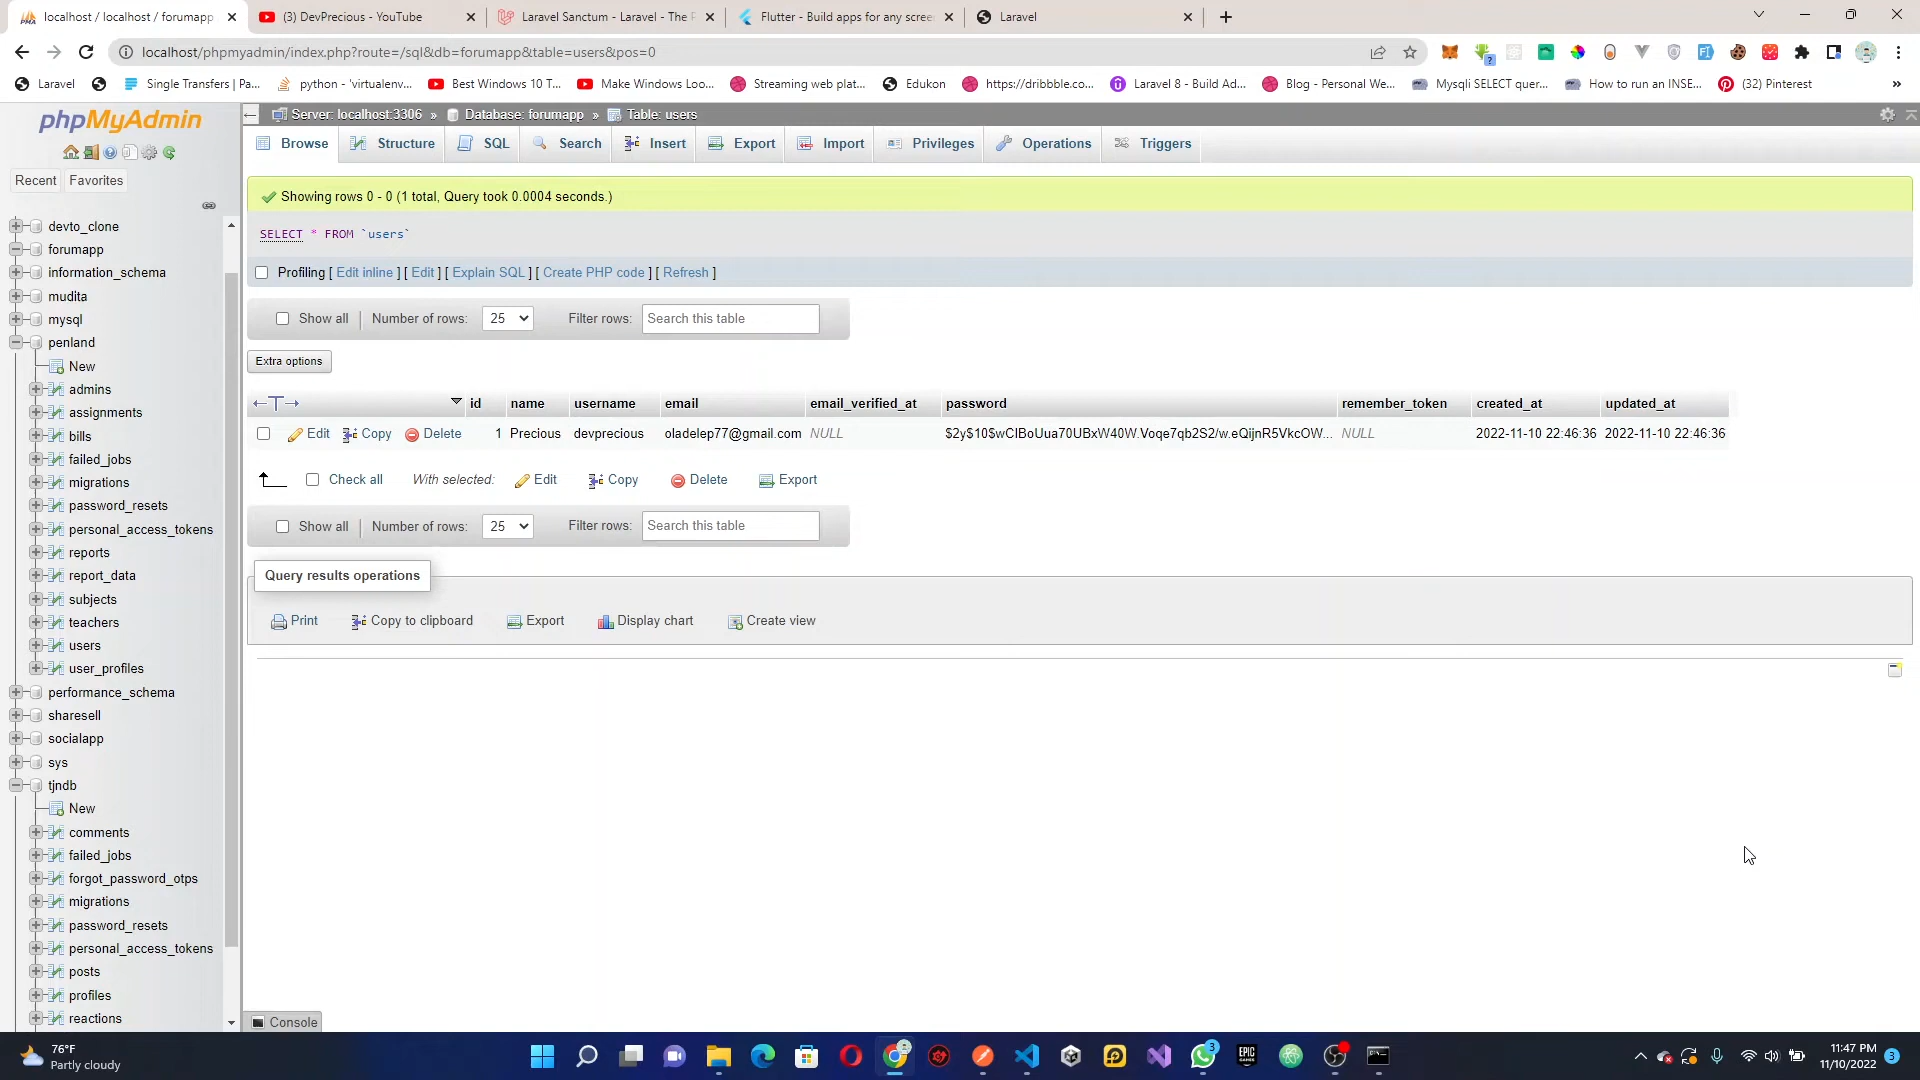 localhost / localhost / forumapp
(3) DevPrecious - YouTube
Laravel Sanctum - Laravel - The P
Flutter - Build apps for any scree
Laravel
localhost/phpmyadmin/index.php?route=/sql&db=forumapp&table=users&pos=0
Laravel
Single Transfers | Pa...
python - 'virtualenv...
Best Windows 10 T...
Make Windows Loo...
Streaming web plat...
Edukon
https://dribbble.co...
Laravel 8 - Build Ad...
Blog - Personal We...
Mysqli SELECT quer...
How to run an INSE...
(32) Pinterest
»
phpMyAdmin
Recent
Favorites
devto_clone
forumapp
information_schema
mudita
mysql
penland
New
admins
assignments
bills
failed_jobs
migrations
password_resets
personal_access_tokens
reports
report_data
subjects
teachers
users
user_profiles
performance_schema
sharesell
socialapp
sys
tjndb
New
comments
failed_jobs
forgot_password_otps
migrations
password_resets
personal_access_tokens
posts
profiles
reactions
Server: localhost:3306 » Database: forumapp » Table: users
Browse Structure SQL Search Insert Export Import Privileges Operations Triggers
Showing rows 0 - 0 (1 total, Query took 0.0004 seconds.)
SELECT * FROM `users`
Profiling [ Edit inline ] [ Edit ] [ Explain SQL ] [ Create PHP code ] [ Refresh ]
Show all | Number of rows: 25 Filter rows: Search this table
Extra options
id name username email email_verified_at password remember_token created_at updated_at
Edit Copy Delete 1 Precious devprecious oladelep77@gmail.com NULL $2y$10$wCIBoUua70UBxW40W.Voqe7qb2S2/w.eQijnR5VkcOW... NULL 2022-11-10 22:46:36 2022-11-10 22:46:36
Check all With selected: Edit Copy Delete Export
Show all | Number of rows: 25 Filter rows: Search this table
Query results operations
Print Copy to clipboard Export Display chart Create view
Console
76°F
Partly cloudy
3
EPIC GAMES
11:47 PM
11/10/2022
3